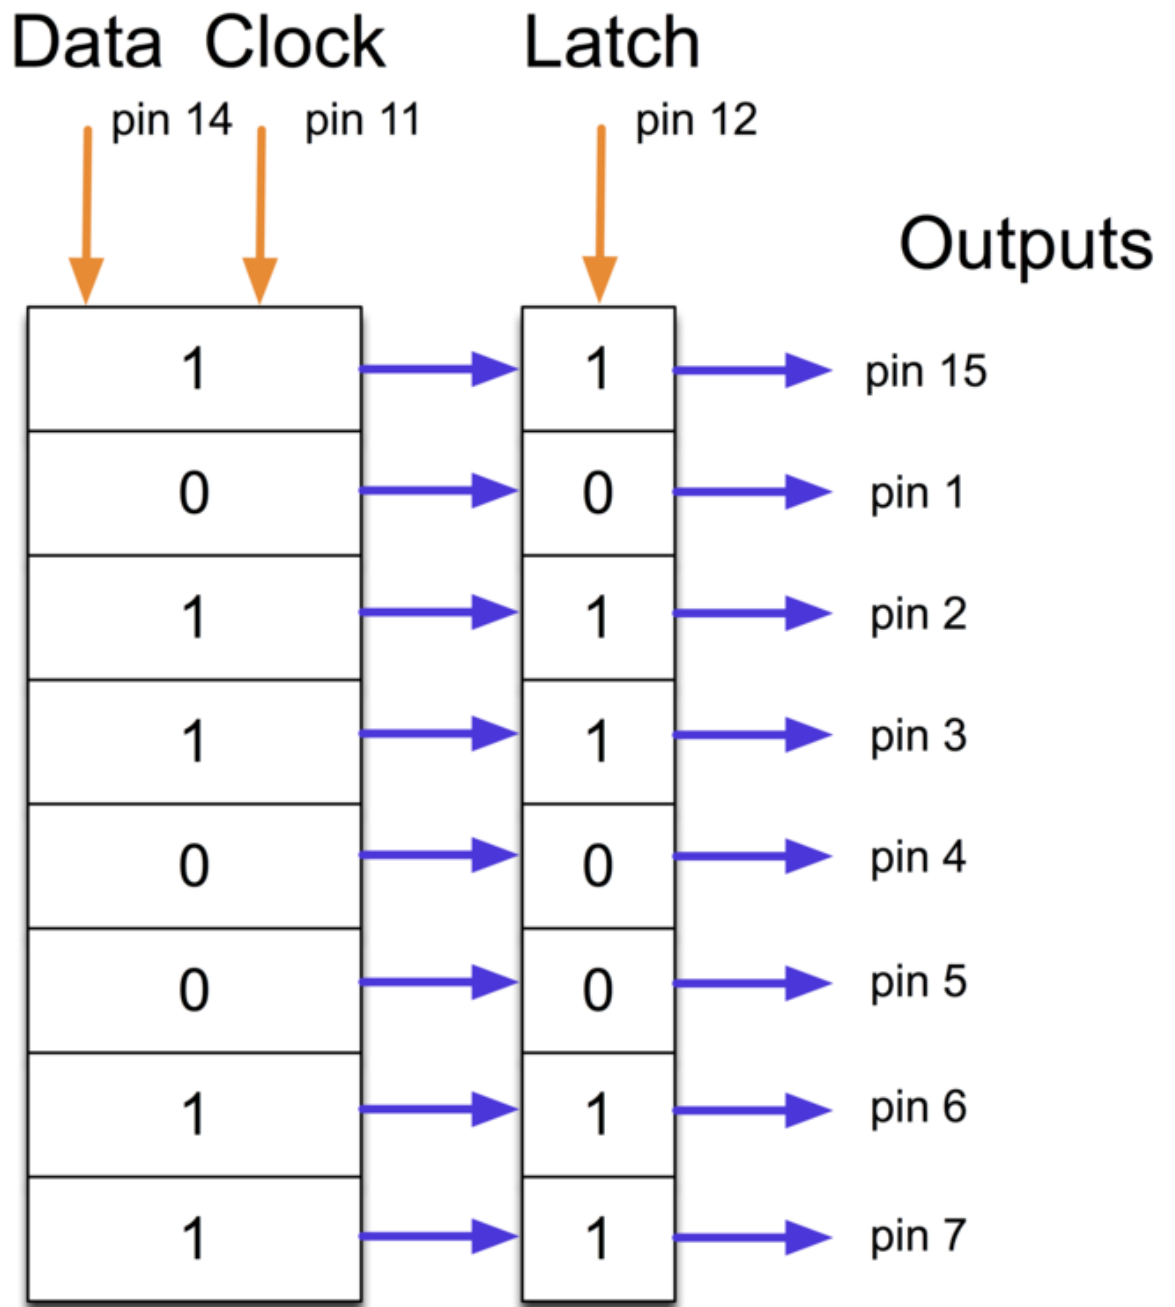 Data Clock Latch
pin 14 pin 11 pin 12
Outputs
1 1 pin 15
0 0 pin 1
1 1 pin 2
1 1 pin 3
0 0 pin 4
0 0 pin 5
1 1 pin 6
1 1 pin 7